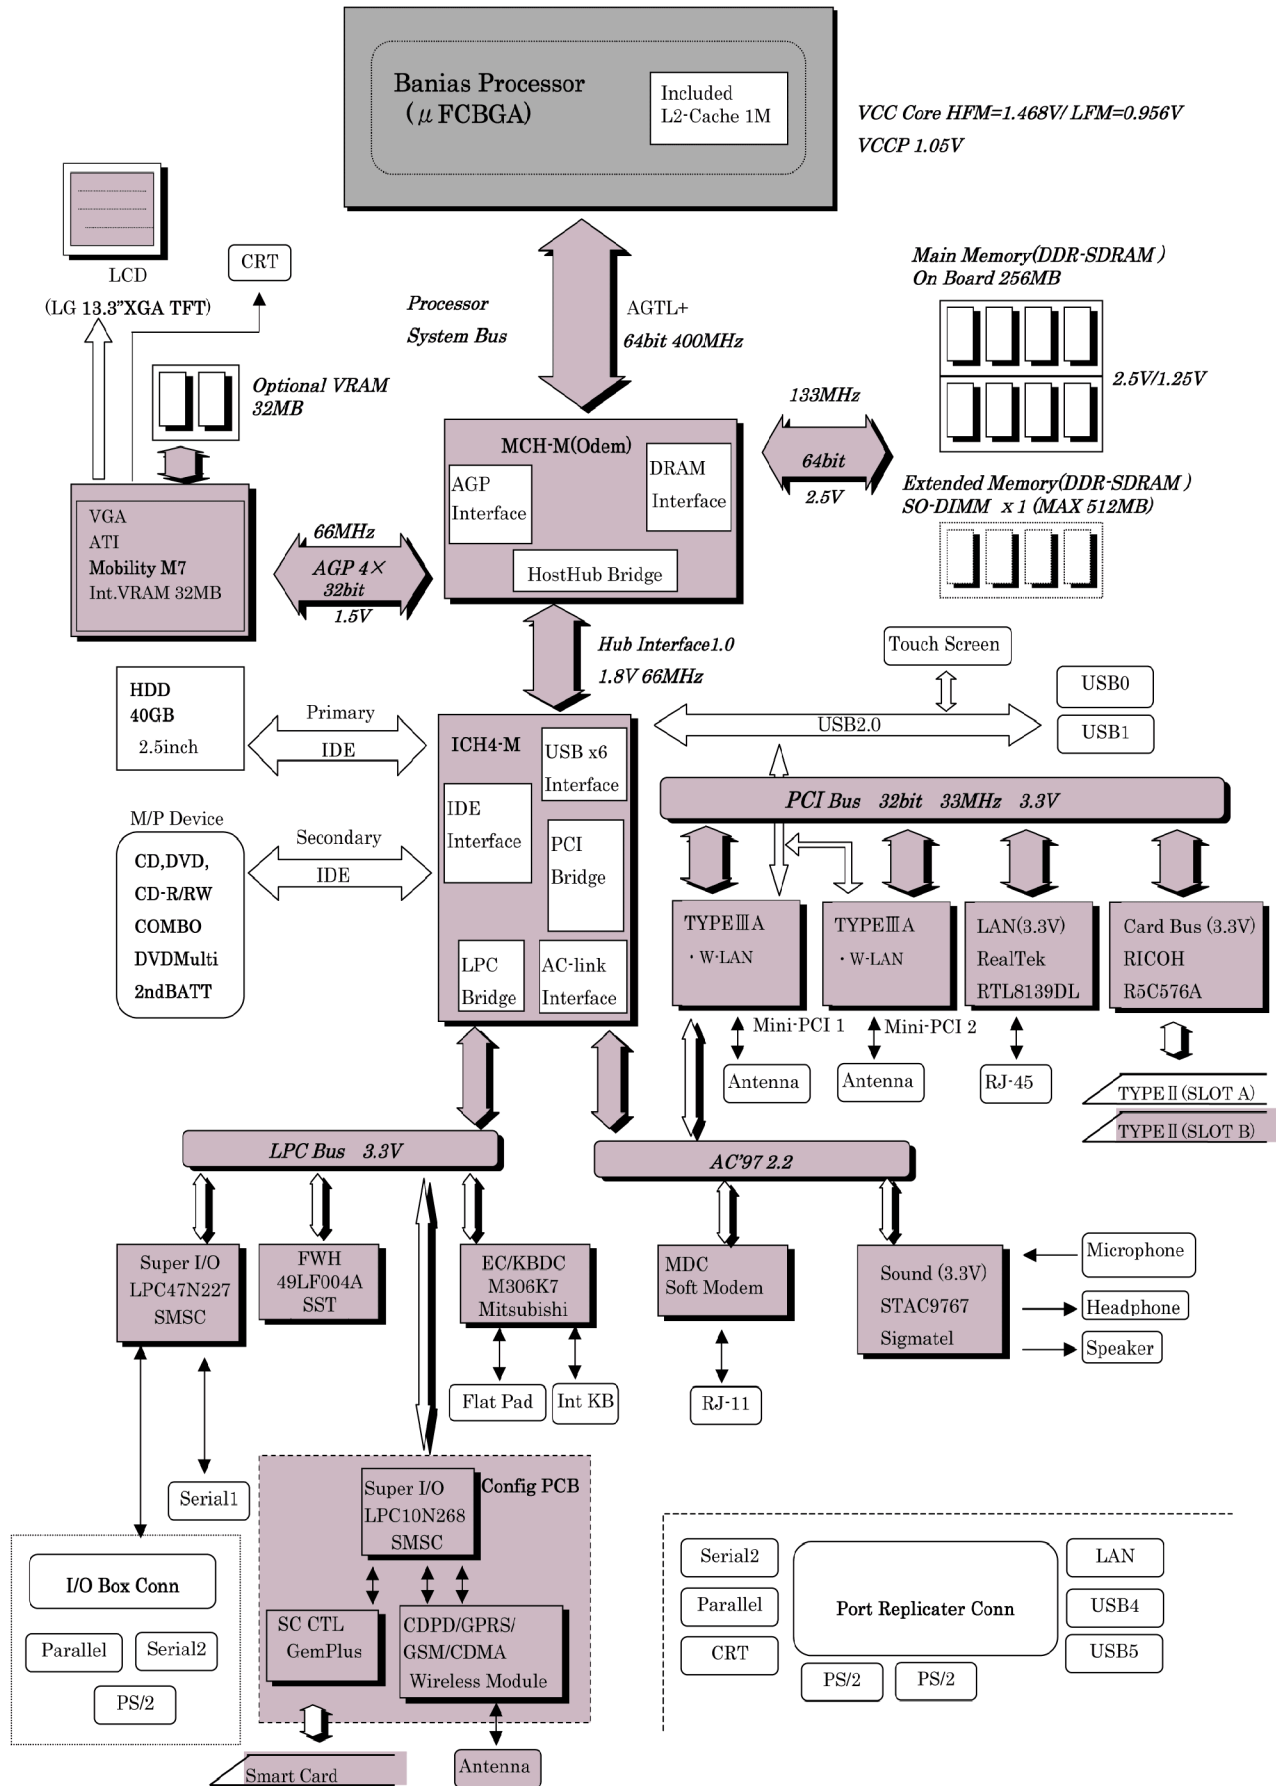 Banias Processor
(μFCBGA)
Included
L2-Cache 1M
VCC Core HFM=1.468V/ LFM=0.956V
VCCP 1.05V
LCD
(LG 13.3”XGA TFT)
CRT
Processor
System Bus
AGTL+
64bit 400MHz
Main Memory(DDR-SDRAM )
On Board 256MB
2.5V/1.25V
Optional VRAM
32MB
133MHz
64bit
2.5V
Extended Memory(DDR-SDRAM )
SO-DIMM x 1 (MAX 512MB)
MCH-M(Odem)
AGP
Interface
DRAM
Interface
HostHub Bridge
VGA
ATI
Mobility M7
Int.VRAM 32MB
66MHz
AGP 4×
32bit
1.5V
Hub Interface1.0
1.8V 66MHz
Touch Screen
USB0
USB1
USB2.0
HDD
40GB
2.5inch
Primary
IDE
ICH4-M
USB x6
Interface
IDE
Interface
PCI
Bridge
LPC
Bridge
AC-link
Interface
M/P Device
CD,DVD,
CD-R/RW
COMBO
DVDMulti
2ndBATT
Secondary
IDE
PCI Bus 32bit 33MHz 3.3V
TYPEⅢA
・W-LAN
TYPEⅢA
・W-LAN
LAN(3.3V)
RealTek
RTL8139DL
Card Bus (3.3V)
RICOH
R5C576A
Mini-PCI 1
Mini-PCI 2
Antenna
Antenna
RJ-45
TYPEⅡ(SLOT A)
TYPEⅡ(SLOT B)
LPC Bus 3.3V
AC’97 2.2
Super I/O
LPC47N227
SMSC
FWH
49LF004A
SST
EC/KBDC
M306K7
Mitsubishi
MDC
Soft Modem
Sound (3.3V)
STAC9767
Sigmatel
Microphone
Headphone
Speaker
Flat Pad
Int KB
RJ-11
Serial1
Super I/O
LPC10N268
SMSC
Config PCB
I/O Box Conn
Parallel
Serial2
PS/2
SC CTL
GemPlus
CDPD/GPRS/
GSM/CDMA
Wireless Module
Smart Card
Antenna
Serial2
Parallel
CRT
Port Replicater Conn
LAN
USB4
USB5
PS/2
PS/2